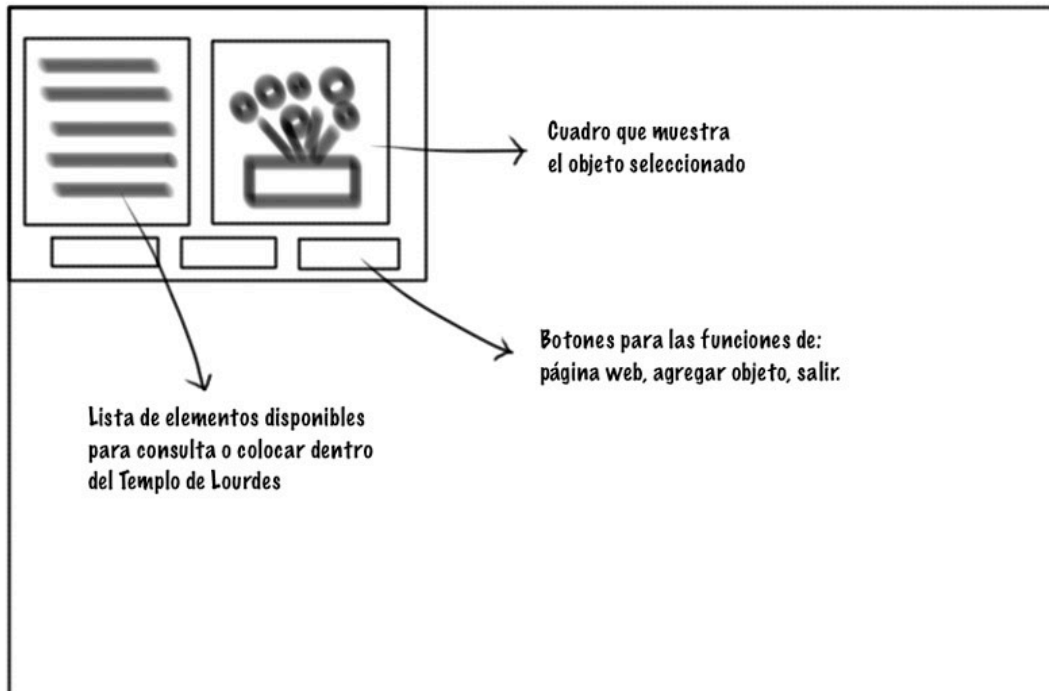 Cuadro que muestra
el objeto seleccionado
Botones para las funciones de:
página web, agregar objeto, salir.
Lista de elementos disponibles
para consulta o colocar dentro
del Templo de Lourdes